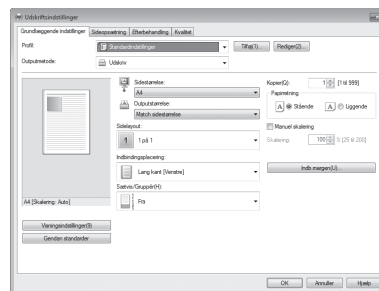 Udskriftsindstillinger
Grundlæggende indstillinger Sideopsætning Efterbehandling Kvalitet
Profil: Standardindstillinger Tilføj(1)... Rediger(2)...
Outputmetode: Udskriv
Sidestørrelse:
A4
Outputstørrelse:
Match sidestørrelse
Sidelayout:
1 1 på 1
Indbindingsplacering:
Lang kant [Venstre]
Sætvis/Gruppér(H):
Fra
Kopier(Q): 1 [1 til 999]
Papirretning
A Stående A Liggende
Manuel skalering
Skalering: 100 % [25 til 200]
Indb.margen(U)...
A4 [Skalering: Auto]
Visningsindstillinger(3)
Gendan standarder
OK Annuller Hjælp